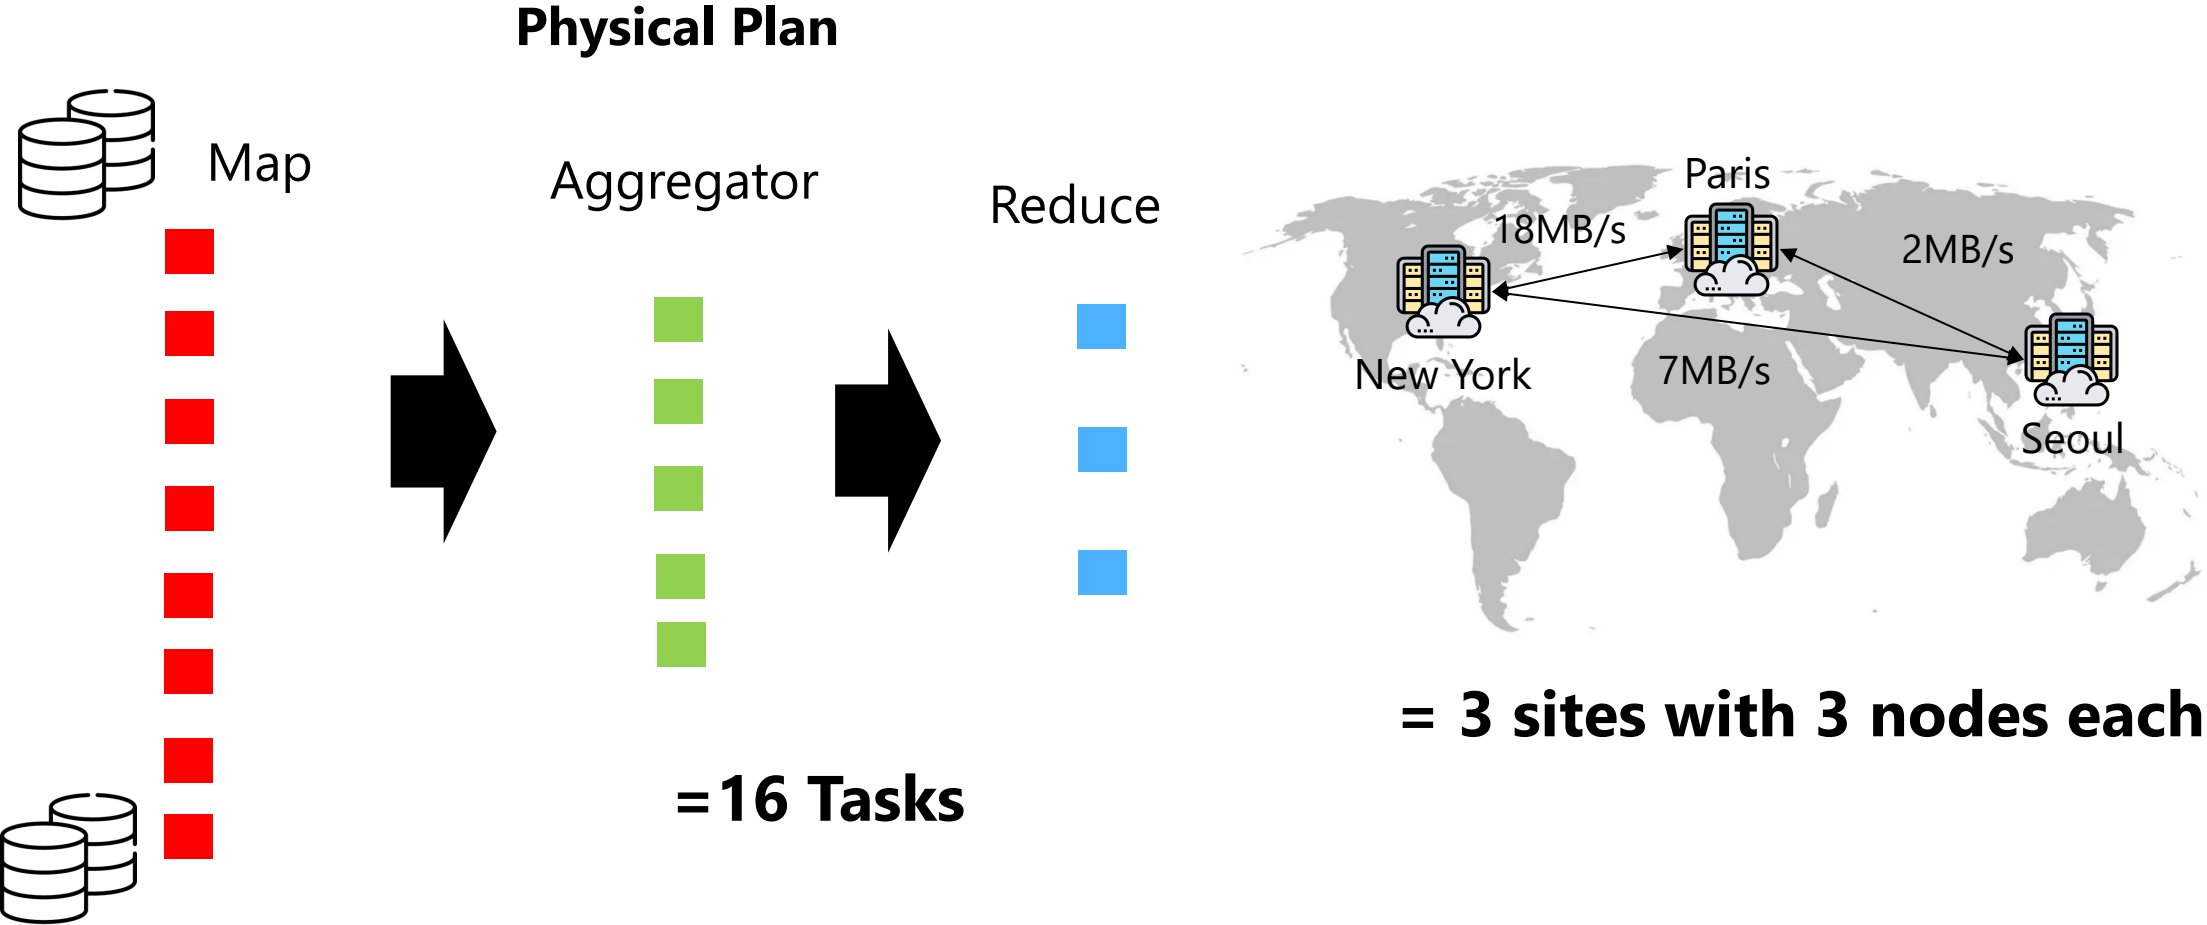 Physical Plan
Map
Aggregator
Reduce
=16 Tasks
Paris
18MB/s
2MB/s
New York
7MB/s
Seoul
= 3 sites with 3 nodes each